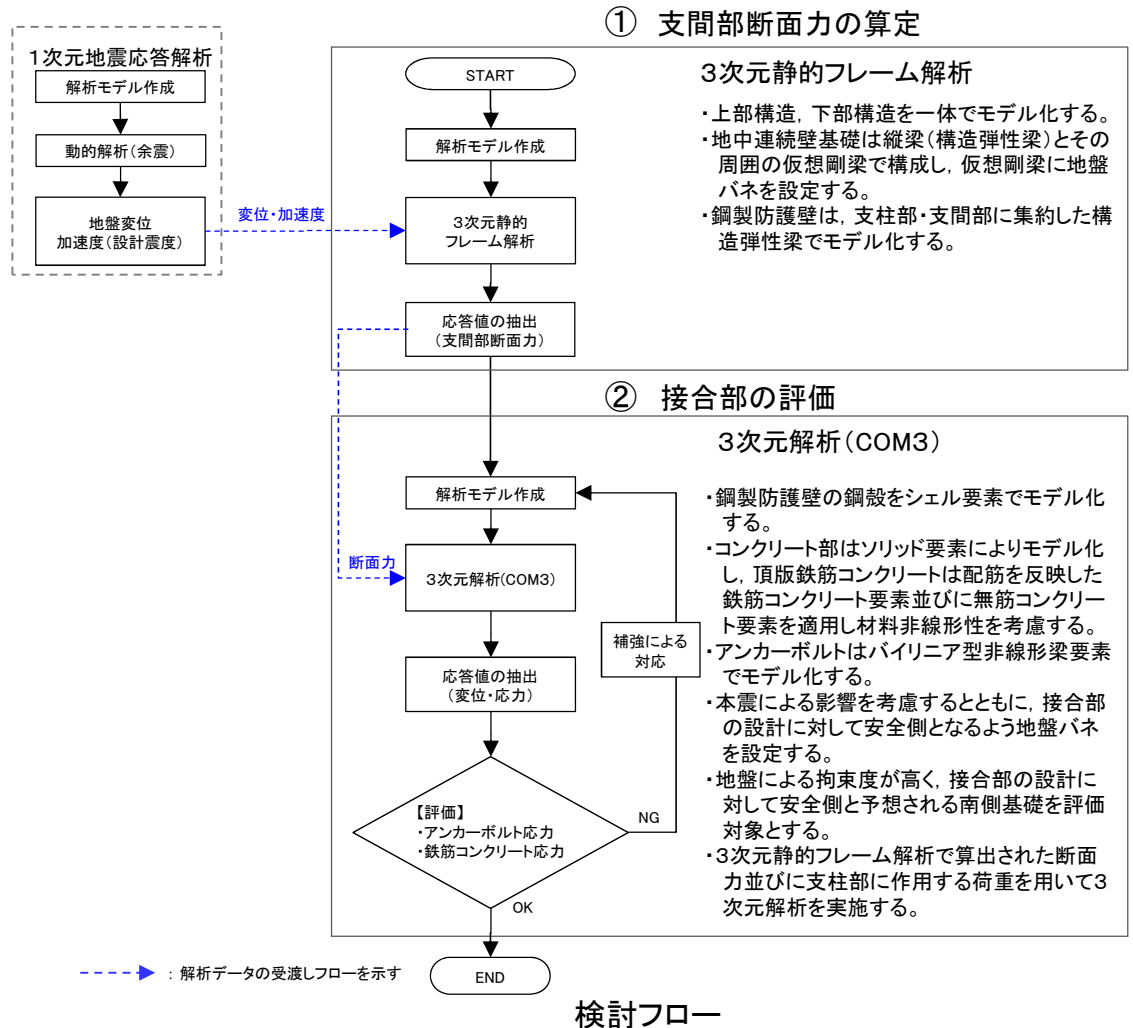 ① 支間部断面力の算定
1次元地震応答解析
解析モデル作成
動的解析(余震)
地盤変位
加速度(設計震度)
変位・加速度
START
解析モデル作成
3次元静的
フレーム解析
応答値の抽出
(支間部断面力)
3次元静的フレーム解析
・上部構造，下部構造を一体でモデル化する。
・地中連続壁基礎は縦梁(構造弾性梁)とその
周囲の仮想剛梁で構成し，仮想剛梁に地盤
バネを設定する。
・鋼製防護壁は，支柱部・支間部に集約した構
造弾性梁でモデル化する。
② 接合部の評価
解析モデル作成
断面力
3次元解析(COM3)
応答値の抽出
(変位・応力)
【評価】
・アンカーボルト応力
・鉄筋コンクリート応力
NG
OK
補強による
対応
END
3次元解析(COM3)
・鋼製防護壁の鋼殻をシェル要素でモデル化
する。
・コンクリート部はソリッド要素によりモデル化
し，頂版鉄筋コンクリートは配筋を反映した
鉄筋コンクリート要素並びに無筋コンクリー
ト要素を適用し材料非線形性を考慮する。
・アンカーボルトはバイリニア型非線形梁要素
でモデル化する。
・本震による影響を考慮するとともに，接合部
の設計に対して安全側となるよう地盤バネ
を設定する。
・地盤による拘束度が高く，接合部の設計に
対して安全側と予想される南側基礎を評価
対象とする。
・3次元静的フレーム解析で算出された断面
力並びに支柱部に作用する荷重を用いて3
次元解析を実施する。
：解析データの受渡しフローを示す
検討フロー